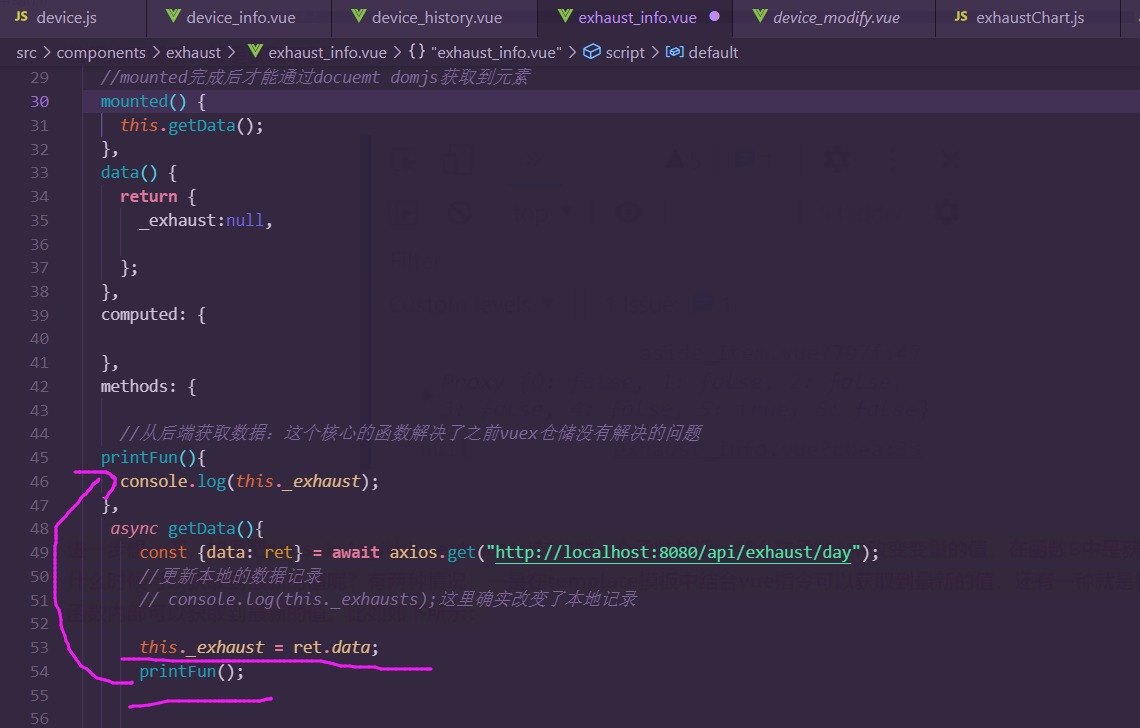 JS device.js device_info.vue device_history.vue exhaust_info.vue device_modify.vue JS exhaustChart.js
src > components > exhaust > exhaust_info.vue > {} "exhaust_info.vue" > script > default
29 //mounted完成后才能通过docuemt domjs获取到元素
30 mounted() {
31 this.getData();
32 },
33 data() {
34 return {
35 _exhaust:null,
36
37 };
38 },
39 computed: {
40
41 },
42 methods: {
43
44 //从后端获取数据：这个核心的函数解决了之前vuex仓储没有解决的问题
45 printFun(){
46 console.log(this._exhaust);
47 },
48 async getData(){
49 const {data: ret} = await axios.get("http://localhost:8080/api/exhaust/day");
50 //更新本地的数据记录
51 // console.log(this._exhausts);这里确实改变了本地记录
52
53 this._exhaust = ret.data;
54 printFun();
55
56